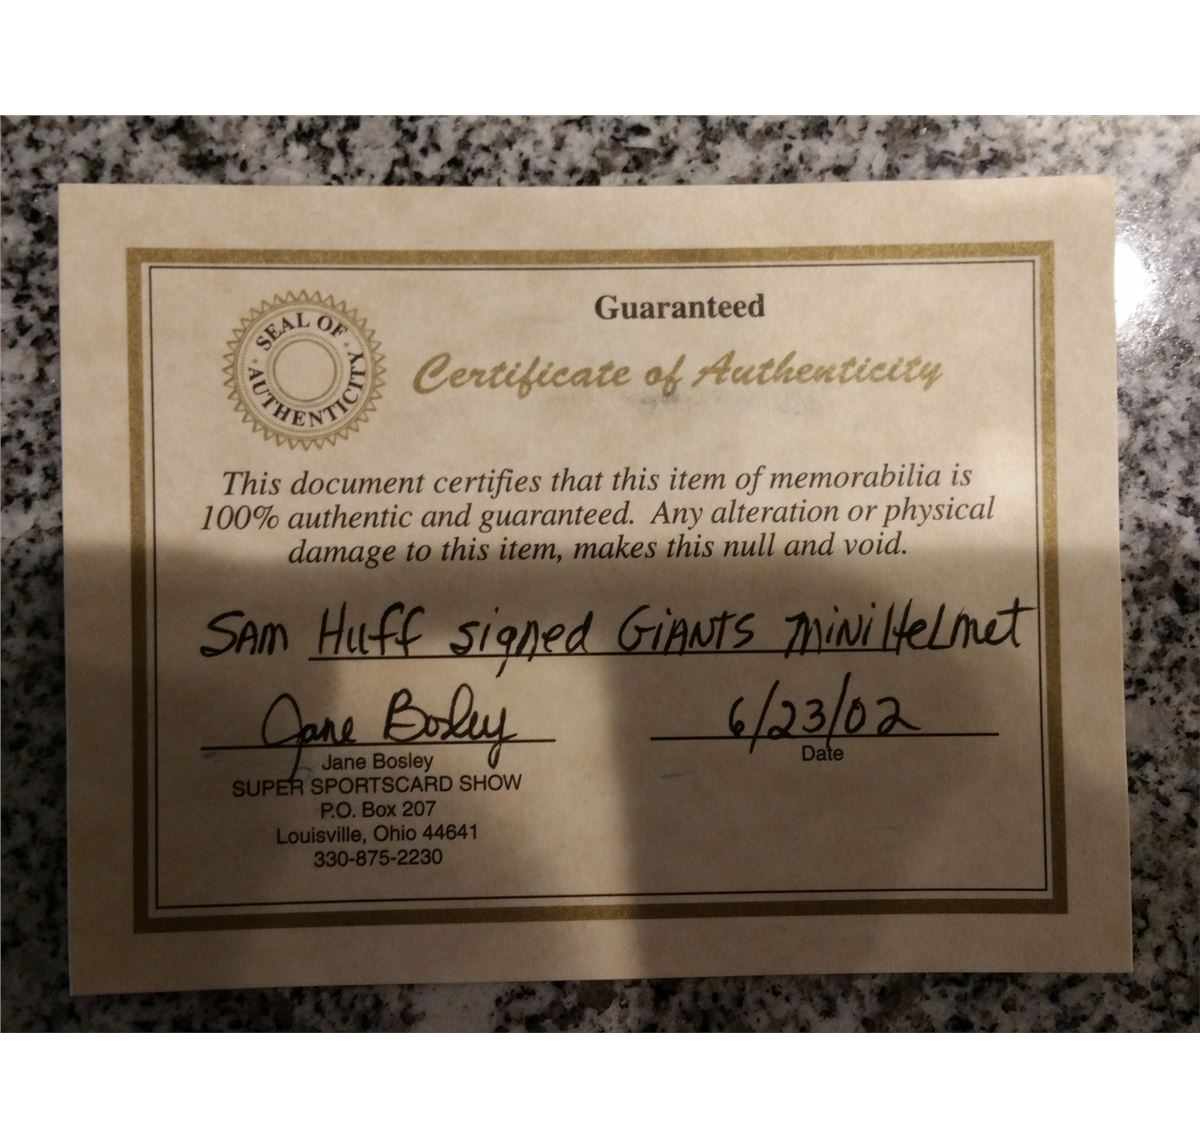 SEAL OF AUTHENTICITY
Guaranteed
Certificate of Authenticity
This document certifies that this item of memorabilia is
100% authentic and guaranteed. Any alteration or physical
damage to this item, makes this null and void.
SAM Huff signed GIANTS MiNiHeLmet
Jane Bosley
6/23/02
Jane Bosley
Date
SUPER SPORTSCARD SHOW
P.O. Box 207
Louisville, Ohio 44641
330-875-2230